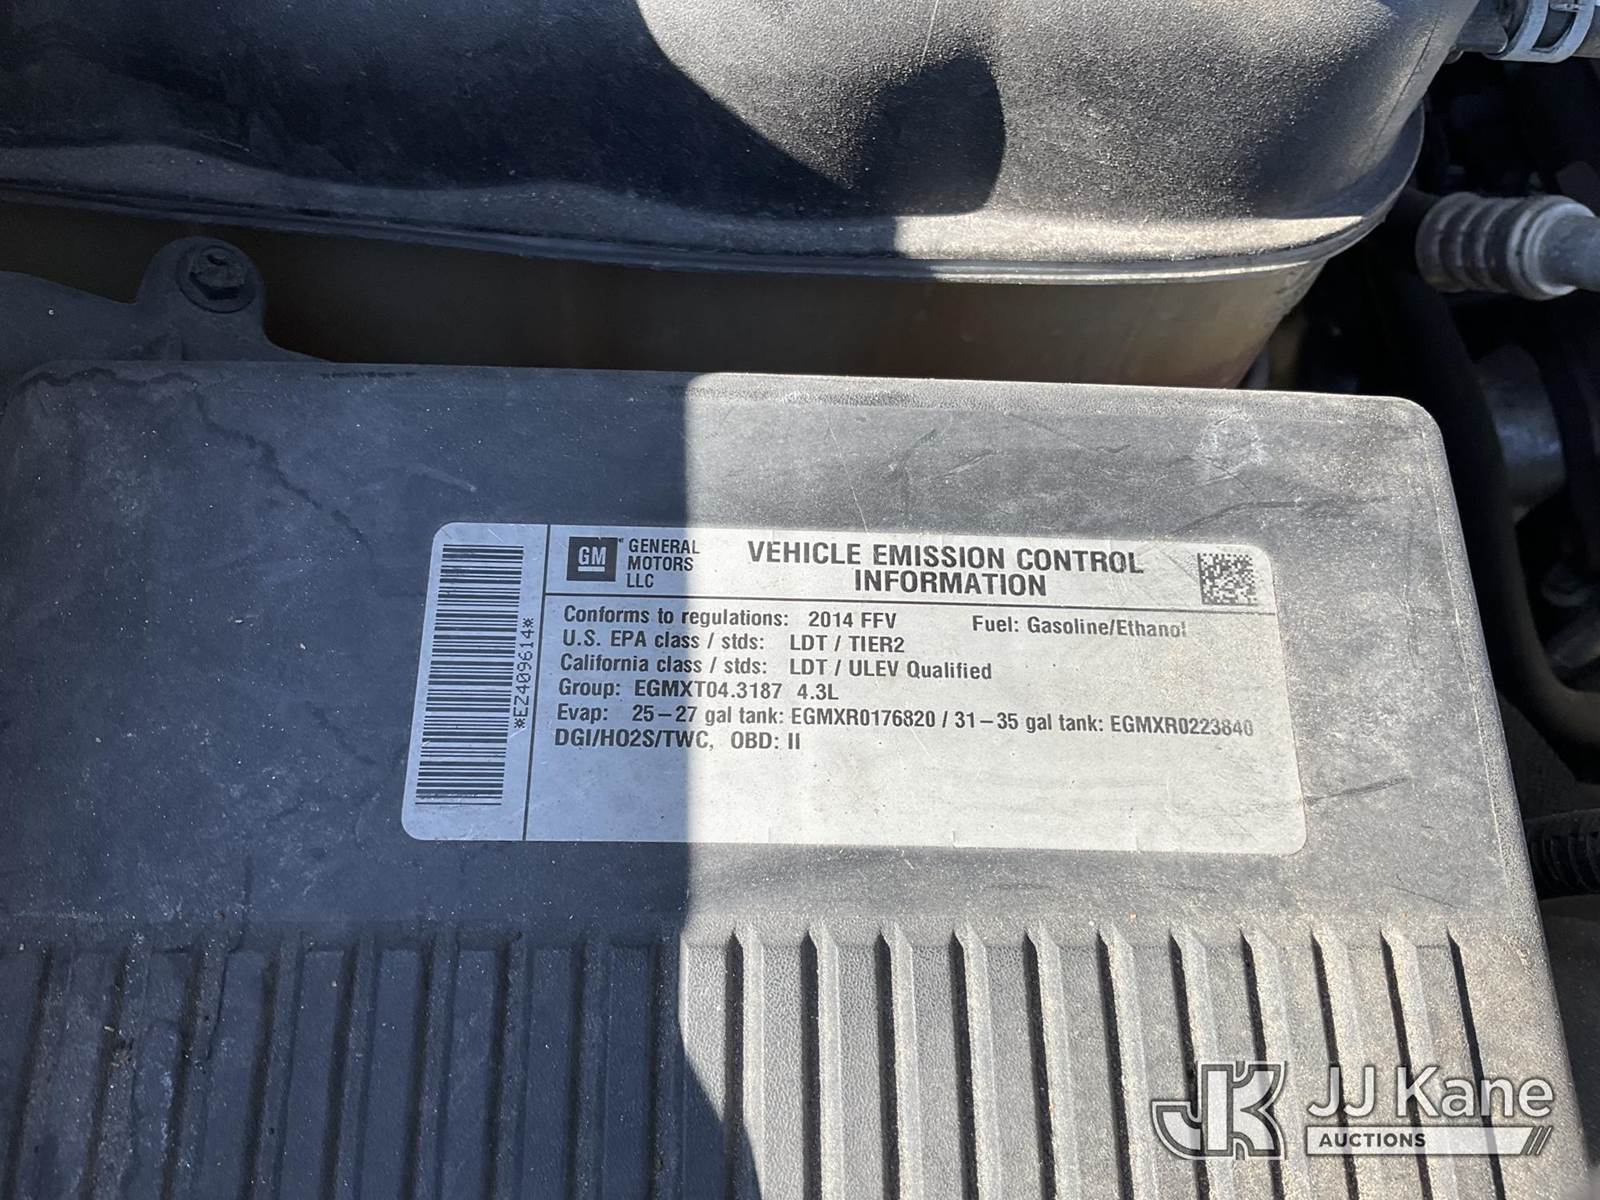 GM GENERAL MOTORS LLC
VEHICLE EMISSION CONTROL
INFORMATION
Conforms to regulations: 2014 FFV Fuel: Gasoline/Ethanol
U.S. EPA class / stds: LDT / TIER2
California class / stds: LDT / ULEV Qualified
Group: EGMXT04.3187 4.3L
Evap: 25-27 gal tank: EGMXR0176820 / 31-35 gal tank: EGMXR0223840
DGI/HO2S/TWC, OBD: II
*EZ409614*
JK JJ Kane
AUCTIONS